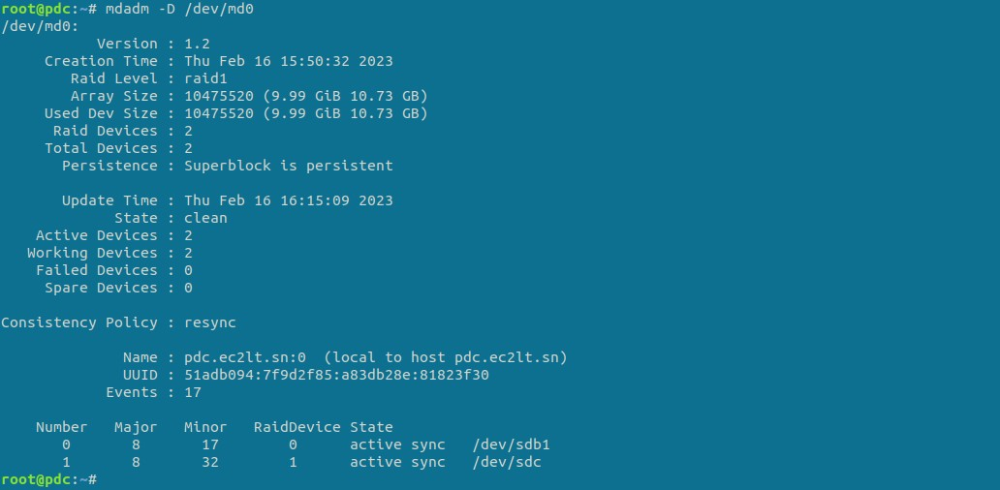 root@pdc:~# mdadm -D /dev/md0
/dev/md0:
           Version : 1.2
     Creation Time : Thu Feb 16 15:50:32 2023
        Raid Level : raid1
        Array Size : 10475520 (9.99 GiB 10.73 GB)
     Used Dev Size : 10475520 (9.99 GiB 10.73 GB)
      Raid Devices : 2
     Total Devices : 2
       Persistence : Superblock is persistent

       Update Time : Thu Feb 16 16:15:09 2023
             State : clean
    Active Devices : 2
   Working Devices : 2
    Failed Devices : 0
     Spare Devices : 0

Consistency Policy : resync

              Name : pdc.ec2lt.sn:0  (local to host pdc.ec2lt.sn)
              UUID : 51adb094:7f9d2f85:a83db28e:81823f30
            Events : 17

    Number   Major   Minor   RaidDevice State
       0       8       17        0      active sync   /dev/sdb1
       1       8       32        1      active sync   /dev/sdc
root@pdc:~#